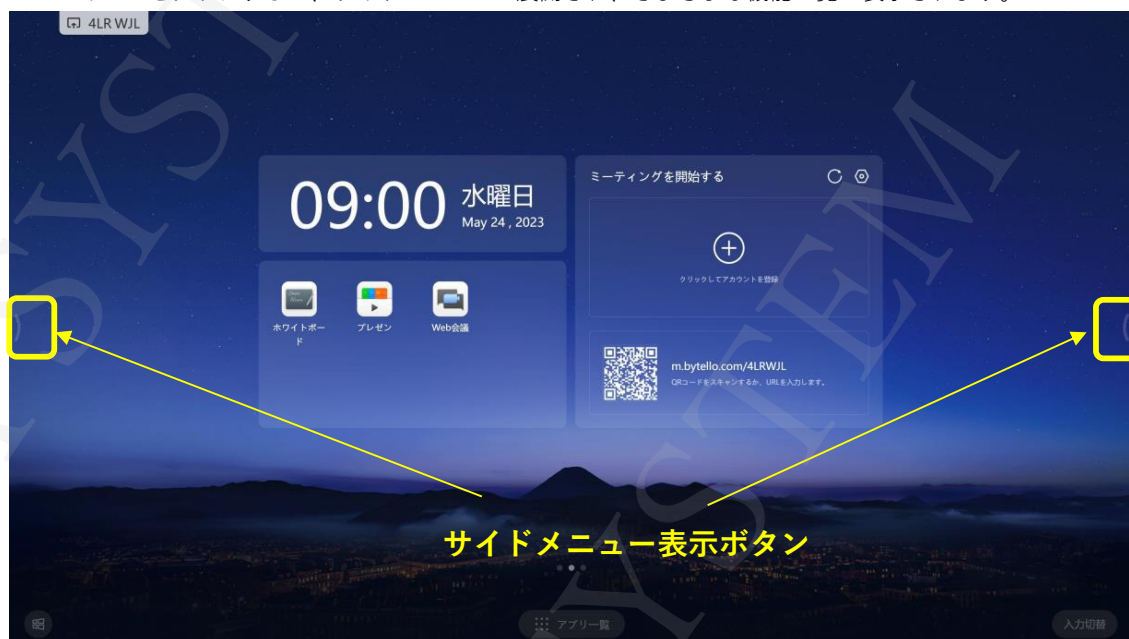 4LR WJL
09:00
水曜日
May 24 , 2023
ミーティングを開始する
クリックしてアカウントを登録
ホワイトボー
ド
プレゼン
Web会議
m.bytello.com/4LRWJL
QRコードをスキャンするか、URLを入力します。
サイドメニュー表示ボタン
アプリ一覧
入力切替
SYSTEM